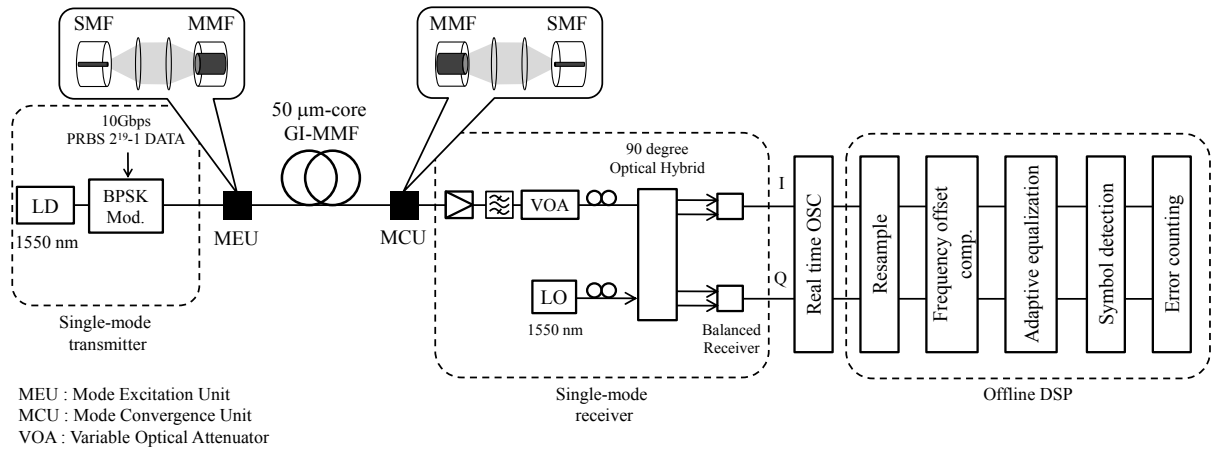 SMF
MMF
MMF
SMF
10Gbps
PRBS 2¹⁹-1 DATA
50 μm-core
GI-MMF
90 degree
Optical Hybrid
LD
1550 nm
BPSK
Mod.
MEU
MCU
VOA
LO
1550 nm
I
Q
Balanced
Receiver
Real time OSC
Resample
Frequency offset
comp.
Adaptive equalization
Symbol detection
Error counting
Single-mode
transmitter
Single-mode
receiver
Offline DSP
MEU : Mode Excitation Unit
MCU : Mode Convergence Unit
VOA : Variable Optical Attenuator